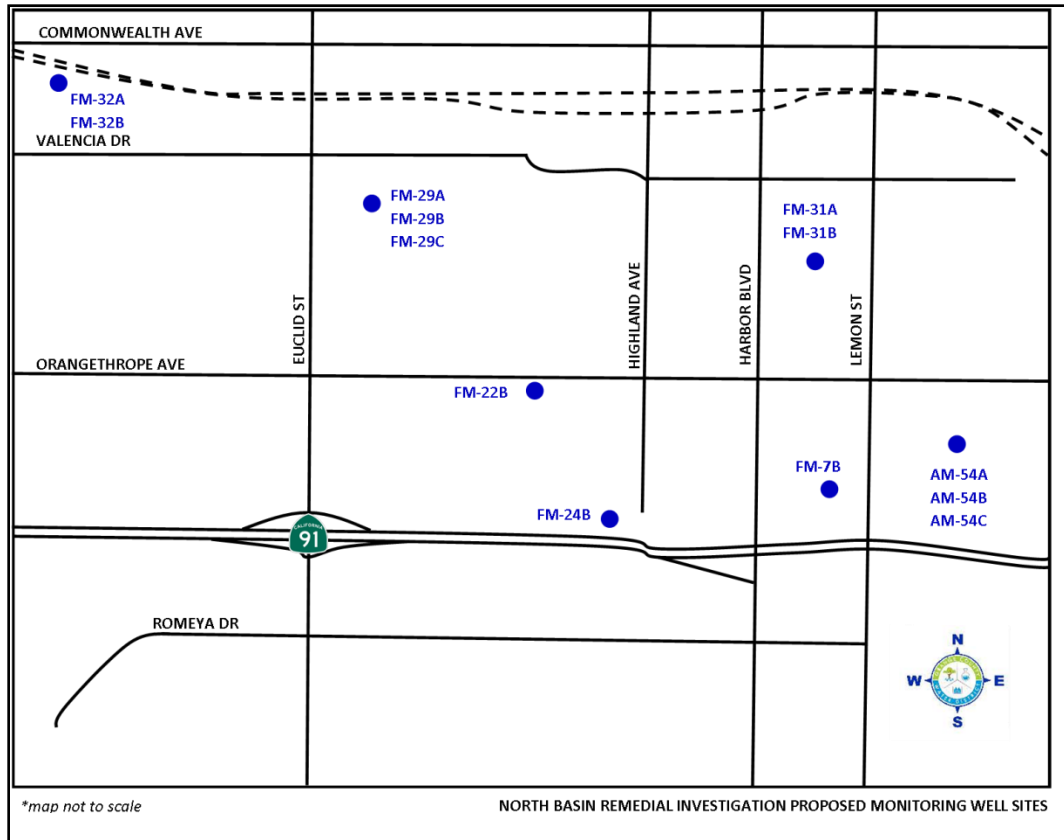 COMMONWEALTH AVE
FM-32A
FM-32B
VALENCIA DR
FM-29A
FM-29B
FM-29C
FM-31A
FM-31B
EUCLID ST
HIGHLAND AVE
HARBOR BLVD
LEMON ST
ORANGETHROPE AVE
FM-22B
FM-7B
AM-54A
AM-54B
AM-54C
FM-24B
CALIFORNIA
91
ROMEYA DR
N
W
E
S
*map not to scale
NORTH BASIN REMEDIAL INVESTIGATION PROPOSED MONITORING WELL SITES